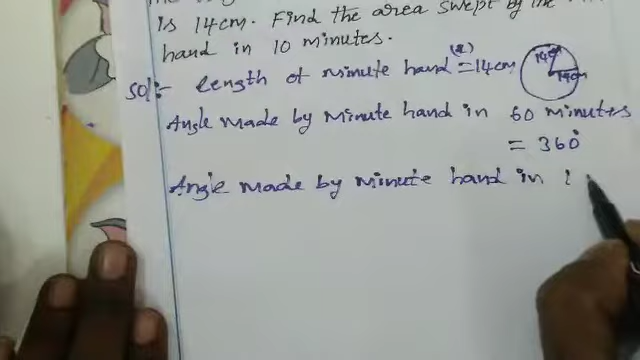 is 14cm. Find the area swept by the
hand in 10 minutes.
Sol:- Length of minute hand (r) = 14cm
14cm
14cm
Angle made by minute hand in 60 minutes
= 360°
Angle made by minute hand in 1